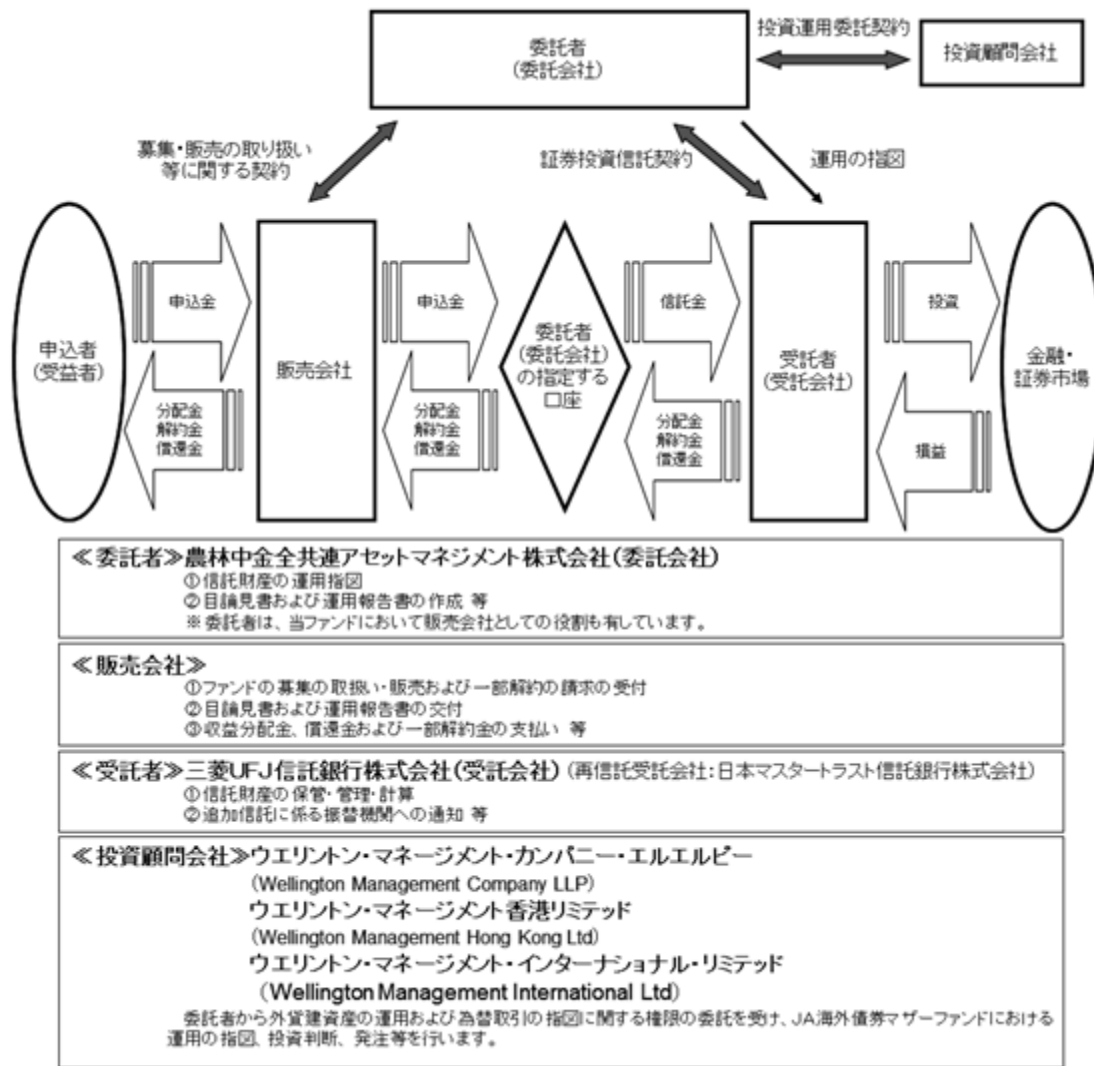 委託者
(委託会社)
投資運用委託契約
投資顧問会社
募集・販売の取り扱い
等に関する契約
証券投資信託契約
運用の指図
申込者
(受益者)
申込金
分配金
解約金
償還金
販売会社
申込金
分配金
解約金
償還金
委託者
(委託会社)
の指定する
口座
信託金
分配金
解約金
償還金
受託者
(受託会社)
投資
損益
金融・
証券市場
≪委託者≫農林中金全共連アセットマネジメント株式会社(委託会社)
①信託財産の運用指図
②目論見書および運用報告書の作成 等
※委託者は、当ファンドにおいて販売会社としての役割も有しています。
≪販売会社≫
①ファンドの募集の取扱い・販売および一部解約の請求の受付
②目論見書および運用報告書の交付
③収益分配金、償還金および一部解約金の支払い 等
≪受託者≫三菱UFJ信託銀行株式会社(受託会社)(再信託受託会社:日本マスタートラスト信託銀行株式会社)
①信託財産の保管・管理・計算
②追加信託に係る振替機関への通知 等
≪投資顧問会社≫ウエリントン・マネージメント・カンパニー・エルエルピー
(Wellington Management Company LLP)
ウエリントン・マネージメント香港リミテッド
(Wellington Management Hong Kong Ltd)
ウエリントン・マネージメント・インターナショナル・リミテッド
(Wellington Management International Ltd)
委託者から外貨建資産の運用および為替取引の指図に関する権限の委託を受け、JA海外債券マザーファンドにおける
運用の指図、投資判断、発注等を行います。